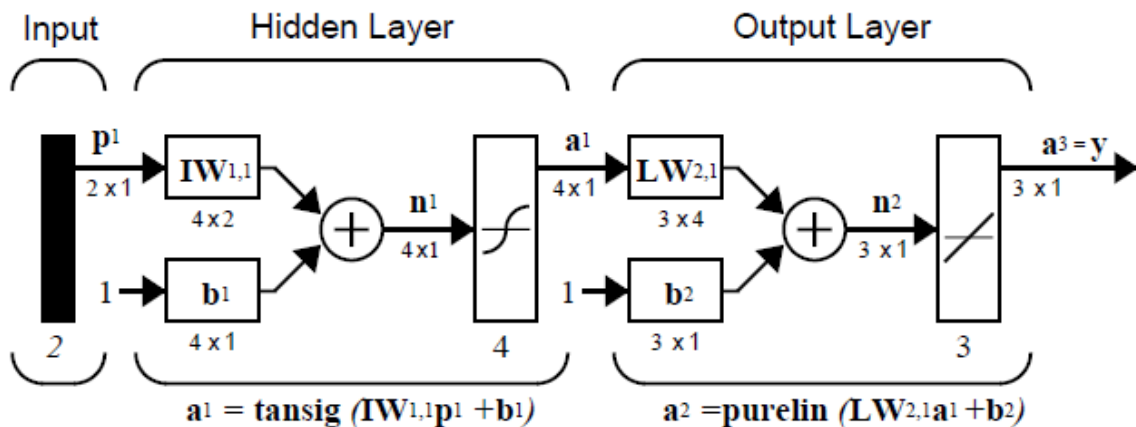 Input Hidden Layer Output Layer
p1 a1 a3 = y
IW1,1 LW2,1
2 x 1 4 x 1 3 x 1
4 x 2 n1 3 x 4 n2
+ +
4 x 1 3 x 1
1 b1 1 b2
2 4 x 1 4 3 x 1 3
a1 = tansig (IW1,1p1 +b1) a2 =purelin (LW2,1a1 +b2)